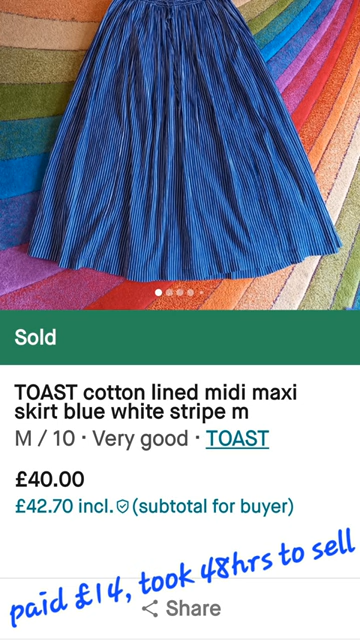 Sold
TOAST cotton lined midi maxi
skirt blue white stripe m
M / 10 · Very good · TOAST
£40.00
£42.70 incl. (subtotal for buyer)
paid £14, took 48hrs to sell
Share